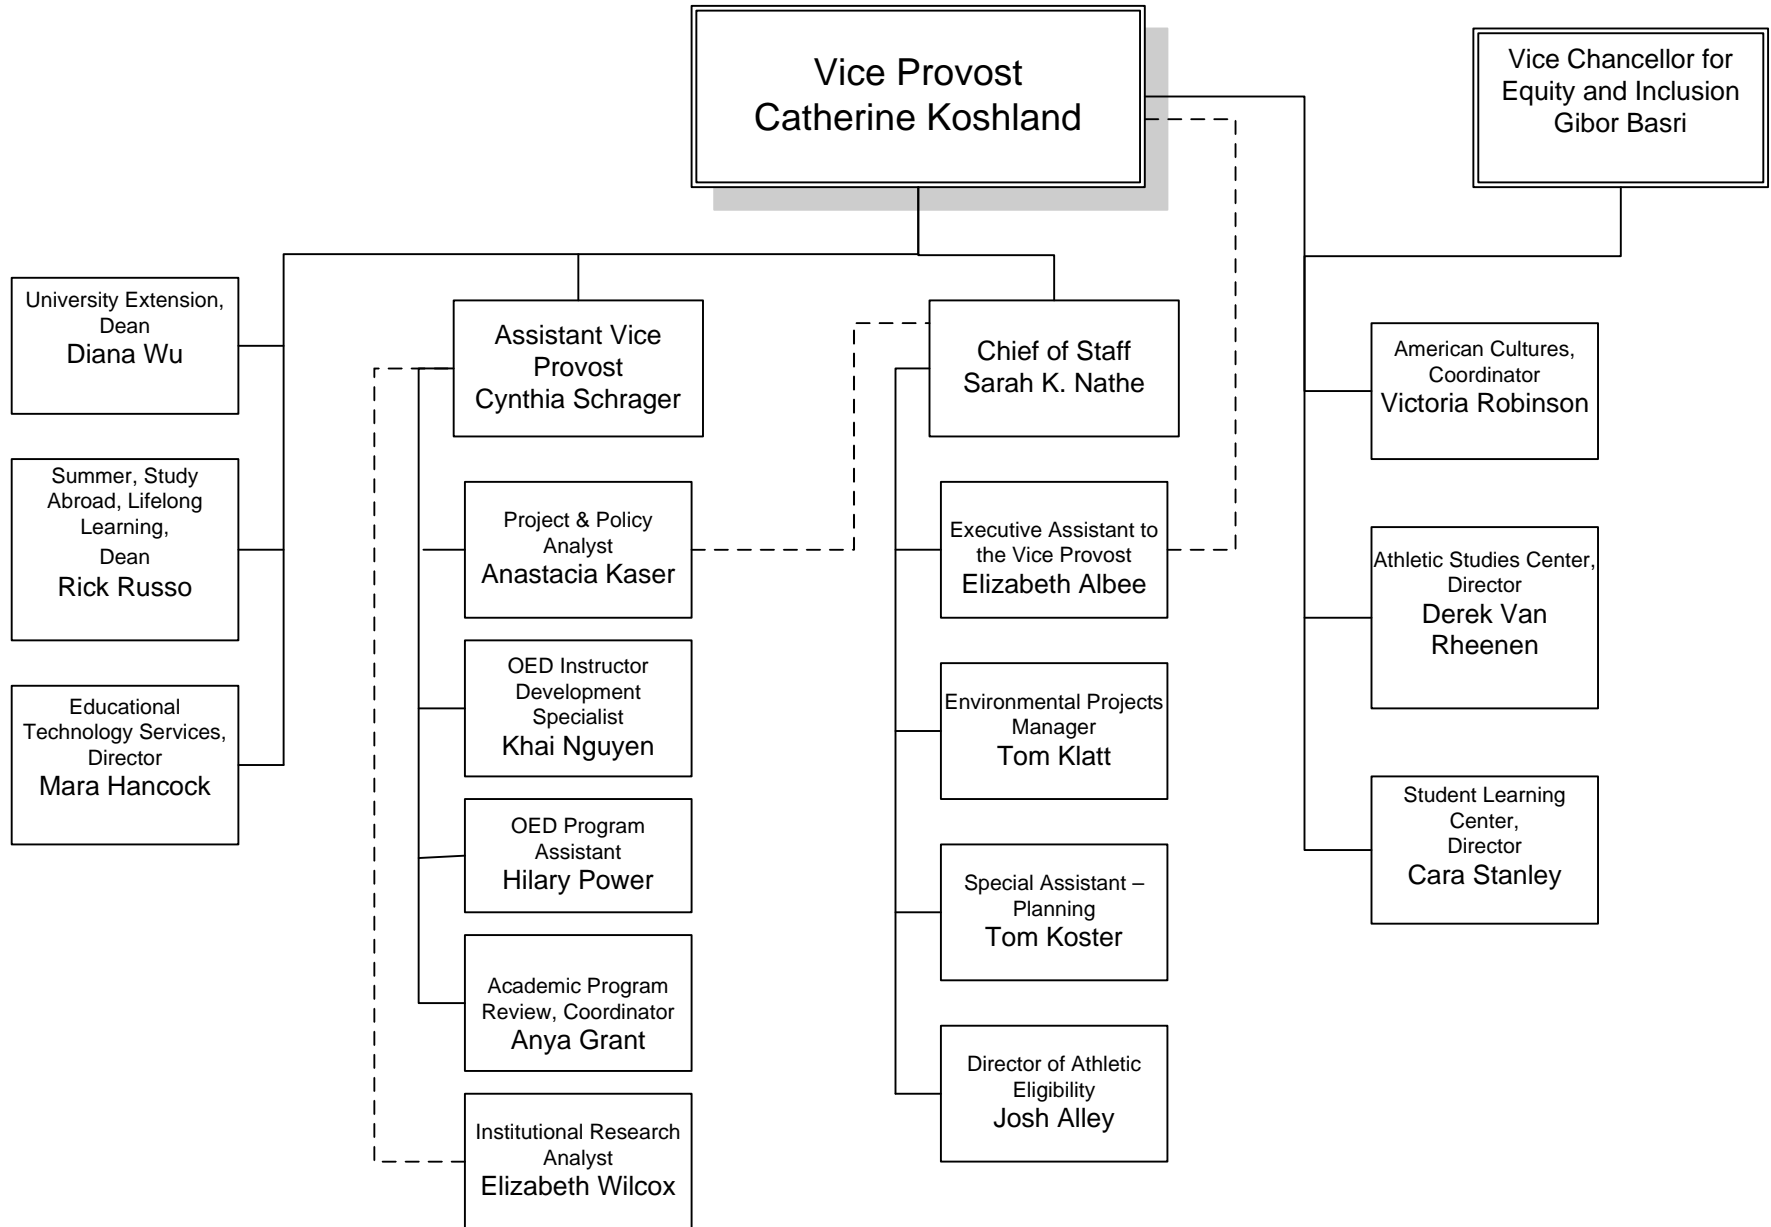 Vice Provost
Catherine Koshland
Vice Chancellor for
Equity and Inclusion
Gibor Basri
University Extension,
Dean
Diana Wu
Summer, Study
Abroad, Lifelong
Learning,
Dean
Rick Russo
Educational
Technology Services,
Director
Mara Hancock
Assistant Vice
Provost
Cynthia Schrager
Project & Policy
Analyst
Anastacia Kaser
OED Instructor
Development
Specialist
Khai Nguyen
OED Program
Assistant
Hilary Power
Academic Program
Review, Coordinator
Anya Grant
Institutional Research
Analyst
Elizabeth Wilcox
Chief of Staff
Sarah K. Nathe
Executive Assistant to
the Vice Provost
Elizabeth Albee
Environmental Projects
Manager
Tom Klatt
Special Assistant –
Planning
Tom Koster
Director of Athletic
Eligibility
Josh Alley
American Cultures,
Coordinator
Victoria Robinson
Athletic Studies Center,
Director
Derek Van
Rheenen
Student Learning
Center,
Director
Cara Stanley